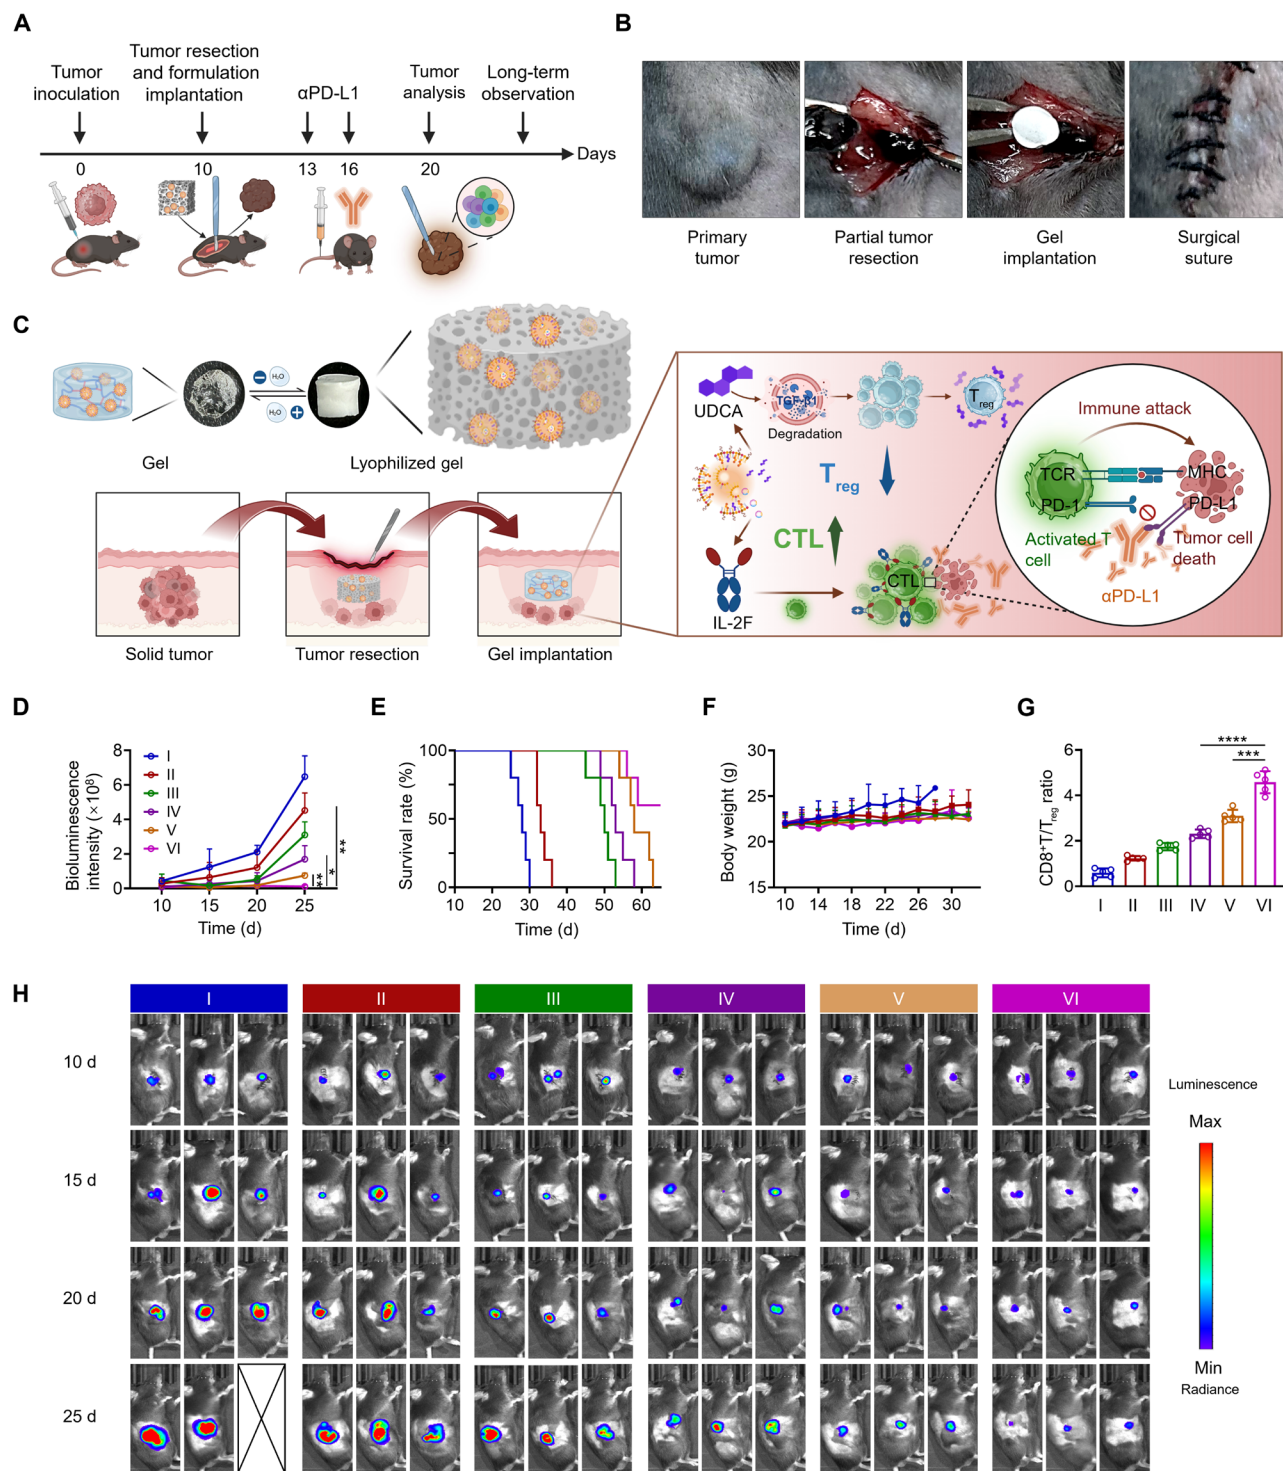 A
Tumor
inoculation
Tumor resection
and formulation
implantation
αPD-L1
Tumor
analysis
Long-term
observation
Days
0
10
13
16
20
B
Primary
tumor
Partial tumor
resection
Gel
implantation
Surgical
suture
C
H₂O
H₂O
Gel
Lyophilized gel
Solid tumor
Tumor resection
Gel implantation
UDCA
TGF-β1
Degradation
Treg
Treg
CTL
IL-2F
CTL
Immune attack
TCR
MHC
PD-1
PD-L1
Activated T
cell
Tumor cell
death
αPD-L1
D
Bioluminescence
intensity (×10⁸)
8
6
4
2
0
I
II
III
IV
V
VI
**
*
**
10
15
20
25
Time (d)
E
Survival rate (%)
100
50
0
10
20
30
40
50
60
Time (d)
F
Body weight (g)
30
25
20
15
10
14
18
22
26
30
Time (d)
G
CD8⁺T/Treg ratio
6
4
2
0
****
***
I
II
III
IV
V
VI
H
I
II
III
IV
V
VI
10 d
15 d
20 d
25 d
Luminescence
Max
Min
Radiance